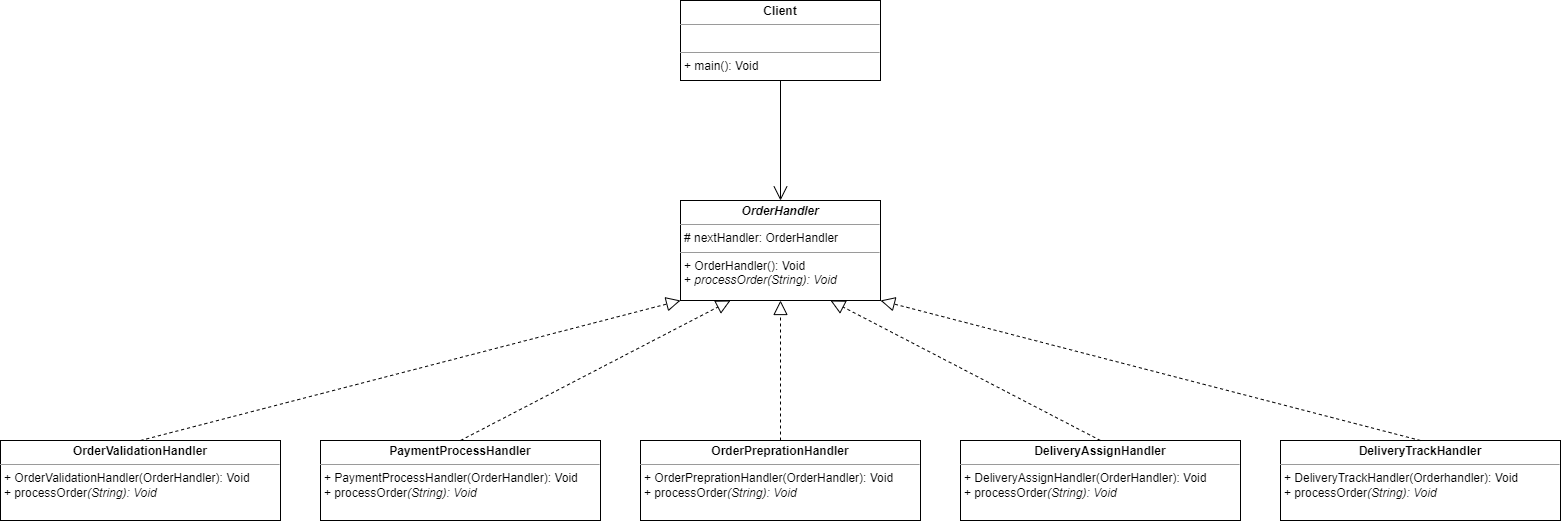 Client
+ main(): Void
OrderHandler
# nextHandler: OrderHandler
+ OrderHandler(): Void
+ processOrder(String): Void
OrderValidationHandler
+ OrderValidationHandler(OrderHandler): Void
+ processOrder(String): Void
PaymentProcessHandler
+ PaymentProcessHandler(OrderHandler): Void
+ processOrder(String): Void
OrderPreprationHandler
+ OrderPreprationHandler(OrderHandler): Void
+ processOrder(String): Void
DeliveryAssignHandler
+ DeliveryAssignHandler(OrderHandler): Void
+ processOrder(String): Void
DeliveryTrackHandler
+ DeliveryTrackHandler(Orderhandler): Void
+ processOrder(String): Void